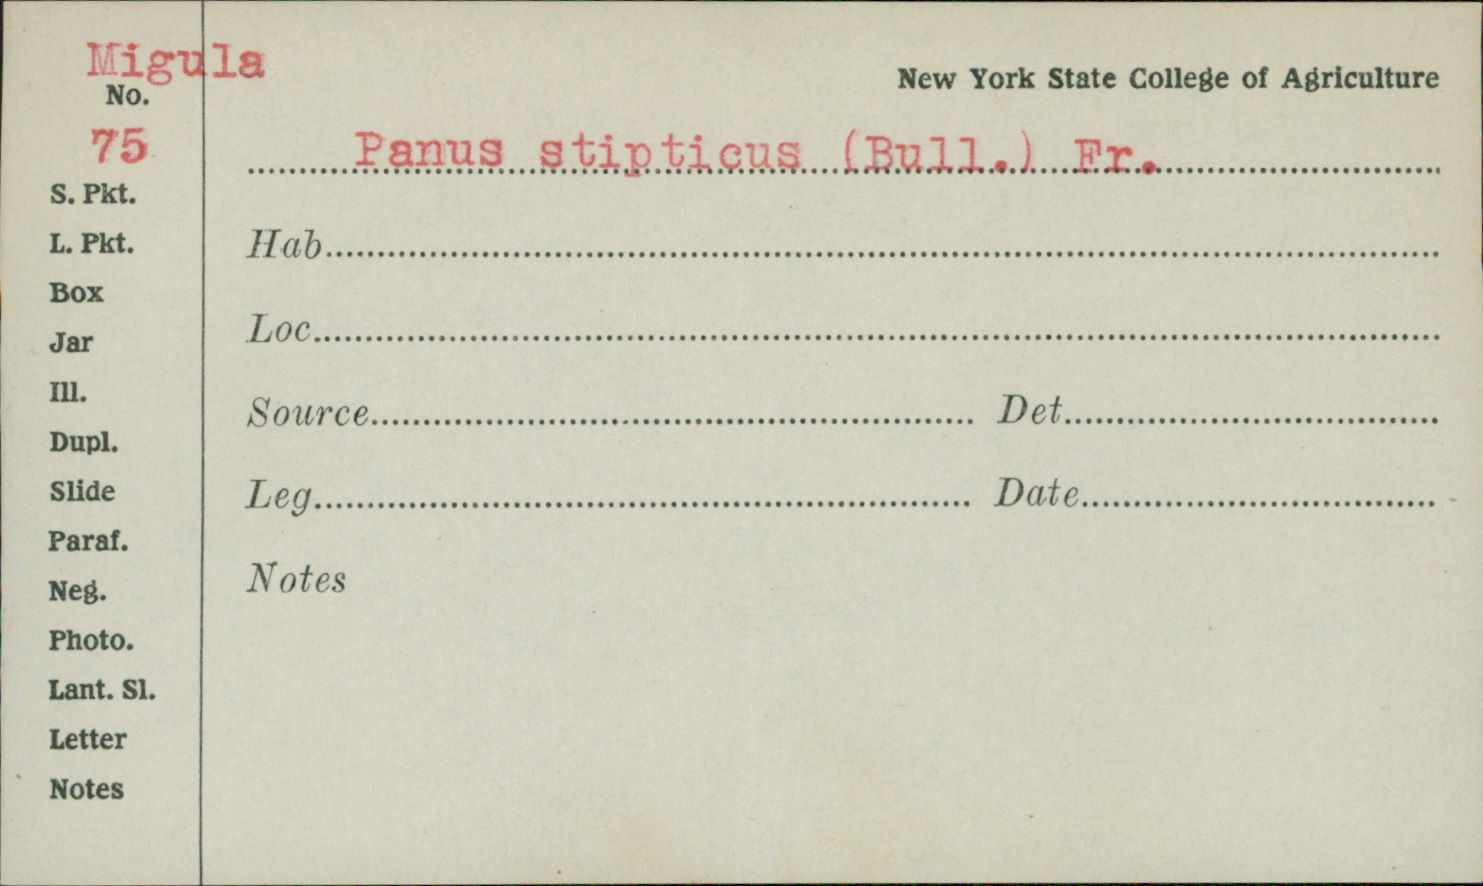 Migula
No.
75
S. Pkt.
L. Pkt.
Box
Jar
Ill.
Dupl.
Slide
Paraf.
Neg.
Photo.
Lant. Sl.
Letter
Notes
New York State College of Agriculture
Panus stipticus (Bull.) Fr.
Hab
Loc
Source Det
Leg Date
Notes